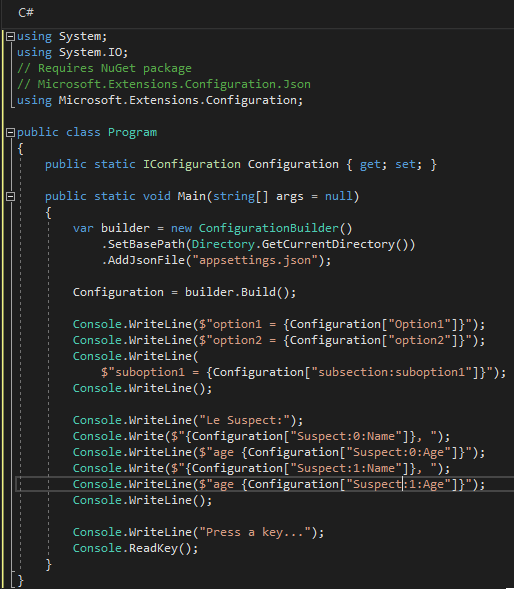 C#
using System;
using System.IO;
// Requires NuGet package
// Microsoft.Extensions.Configuration.Json
using Microsoft.Extensions.Configuration;
public class Program
{
public static IConfiguration Configuration { get; set; }
public static void Main(string[] args = null)
{
var builder = new ConfigurationBuilder()
.SetBasePath(Directory.GetCurrentDirectory())
.AddJsonFile("appsettings.json");
Configuration = builder.Build();
Console.WriteLine($"option1 = {Configuration["Option1"]}");
Console.WriteLine($"option2 = {Configuration["option2"]}");
Console.WriteLine(
$"suboption1 = {Configuration["subsection:suboption1"]}");
Console.WriteLine();
Console.WriteLine("Le Suspect:");
Console.Write($"{Configuration["Suspect:0:Name"]}, ");
Console.WriteLine($"age {Configuration["Suspect:0:Age"]}");
Console.Write($"{Configuration["Suspect:1:Name"]}, ");
Console.WriteLine($"age {Configuration["Suspect:1:Age"]}");
Console.WriteLine();
Console.WriteLine("Press a key...");
Console.ReadKey();
}
}